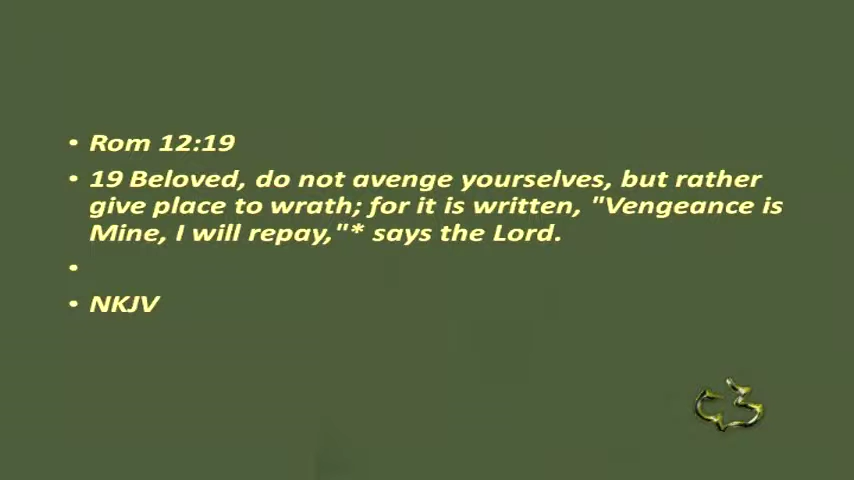 • Rom 12:19
• 19 Beloved, do not avenge yourselves, but rather
give place to wrath; for it is written, "Vengeance is
Mine, I will repay,"* says the Lord.
•
• NKJV
C3